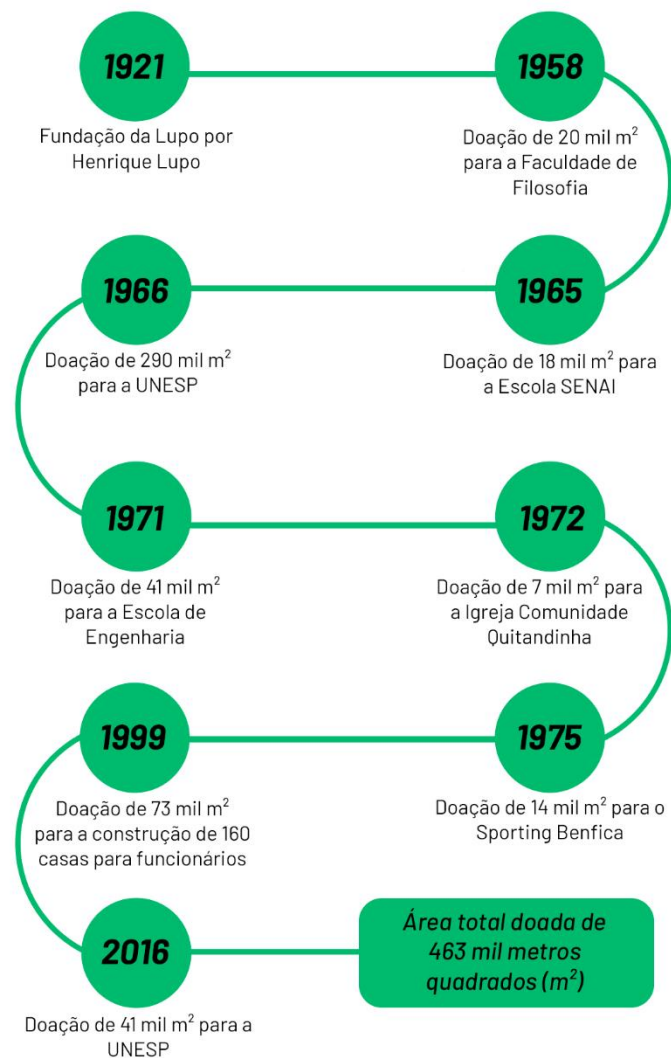 1921
Fundação da Lupo por
Henrique Lupo
1958
Doação de 20 mil m²
para a Faculdade de
Filosofia
1965
Doação de 18 mil m² para
a Escola SENAI
1966
Doação de 290 mil m²
para a UNESP
1971
Doação de 41 mil m²
para a Escola de
Engenharia
1972
Doação de 7 mil m² para
a Igreja Comunidade
Quitandinha
1975
Doação de 14 mil m² para o
Sporting Benfica
1999
Doação de 73 mil m²
para a construção de 160
casas para funcionários
2016
Doação de 41 mil m² para a
UNESP
Área total doada de
463 mil metros
quadrados (m²)